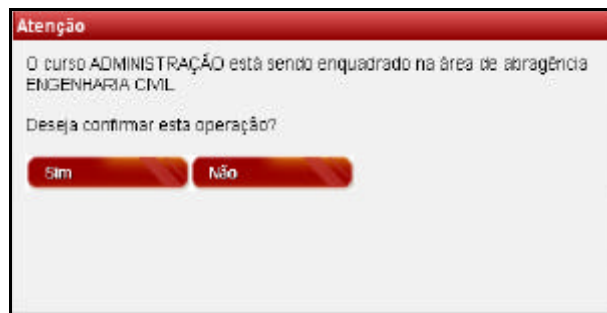 Atenção
O curso ADMINISTRAÇÃO está sendo enquadrado na área de abragência
ENGENHARIA CIVIL
Deseja confirmar esta operação?
Sim
Não